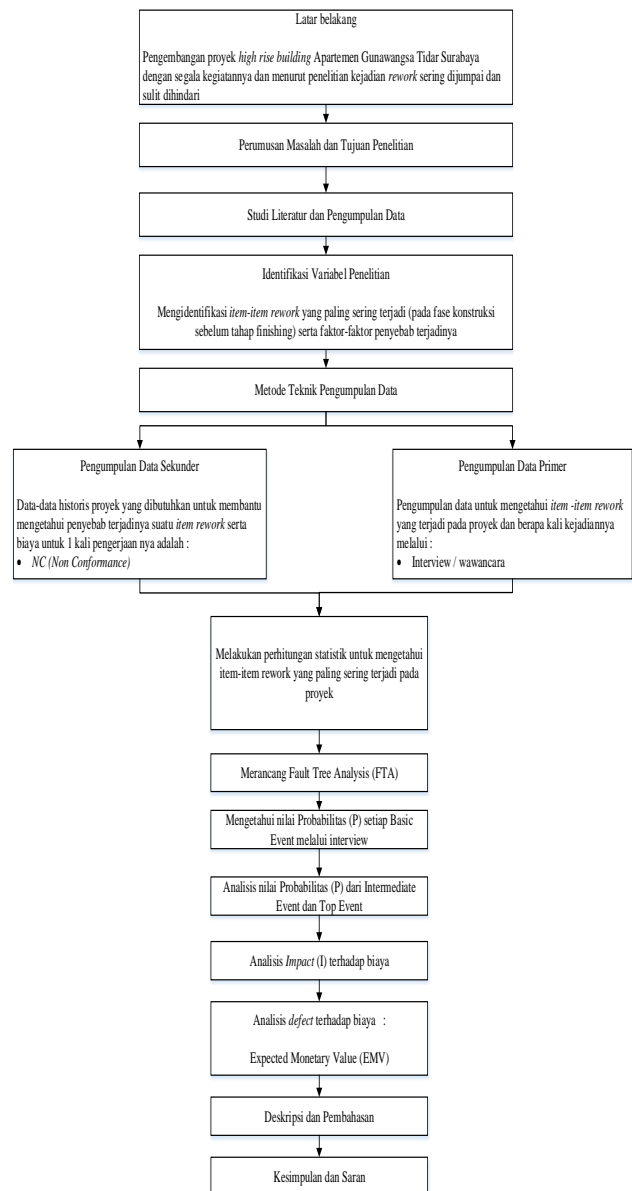 Latar belakang
Pengembangan proyek high rise building Apartemen Gunawangsa Tidar Surabaya
dengan segala kegiatannya dan menurut penelitian kejadian rework sering dijumpai dan
sulit dihindari
Perumusan Masalah dan Tujuan Penelitian
Studi Literatur dan Pengumpulan Data
Identifikasi Variabel Penelitian
Mengidentifikasi item-item rework yang paling sering terjadi (pada fase konstruksi
sebelum tahap finishing) serta faktor-faktor penyebab terjadinya
Metode Teknik Pengumpulan Data
Pengumpulan Data Sekunder
Data-data historis proyek yang dibutuhkan untuk membantu
mengetahui penyebab terjadinya suatu item rework serta
biaya untuk 1 kali pengerjaan nya adalah :
• NC (Non Conformance)
Pengumpulan Data Primer
Pengumpulan data untuk mengetahui item -item rework
yang terjadi pada proyek dan berapa kali kejadiannya
melalui :
• Interview / wawancara
Melakukan perhitungan statistik untuk mengetahui
item-item rework yang paling sering terjadi pada
proyek
Merancang Fault Tree Analysis (FTA)
Mengetahui nilai Probabilitas (P) setiap Basic
Event melalui interview
Analisis nilai Probabilitas (P) dari Intermediate
Event dan Top Event
Analisis Impact (I) terhadap biaya
Analisis defect terhadap biaya :
Expected Monetary Value (EMV)
Deskripsi dan Pembahasan
Kesimpulan dan Saran